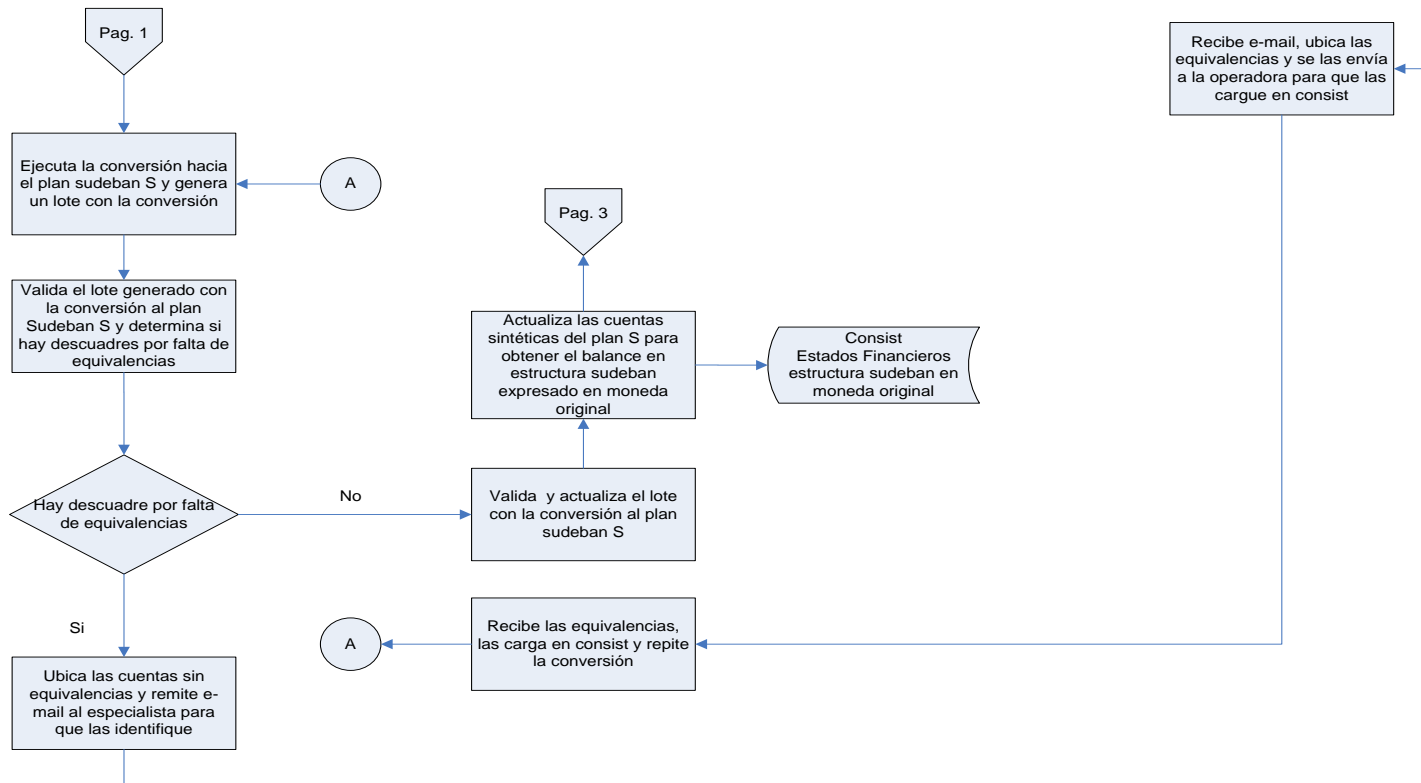 Pag. 1
Recibe e-mail, ubica las
equivalencias y se las envía
a la operadora para que las
cargue en consist
Ejecuta la conversión hacia
el plan sudeban S y genera
un lote con la conversión
A
Pag. 3
Valida el lote generado con
la conversión al plan
Sudeban S y determina si
hay descuadres por falta de
equivalencias
Actualiza las cuentas
sintéticas del plan S para
obtener el balance en
estructura sudeban
expresado en moneda
original
Consist
Estados Financieros
estructura sudeban en
moneda original
Hay descuadre por falta
de equivalencias
No
Valida y actualiza el lote
con la conversión al plan
sudeban S
Si
A
Recibe las equivalencias,
las carga en consist y repite
la conversión
Ubica las cuentas sin
equivalencias y remite e-
mail al especialista para
que las identifique